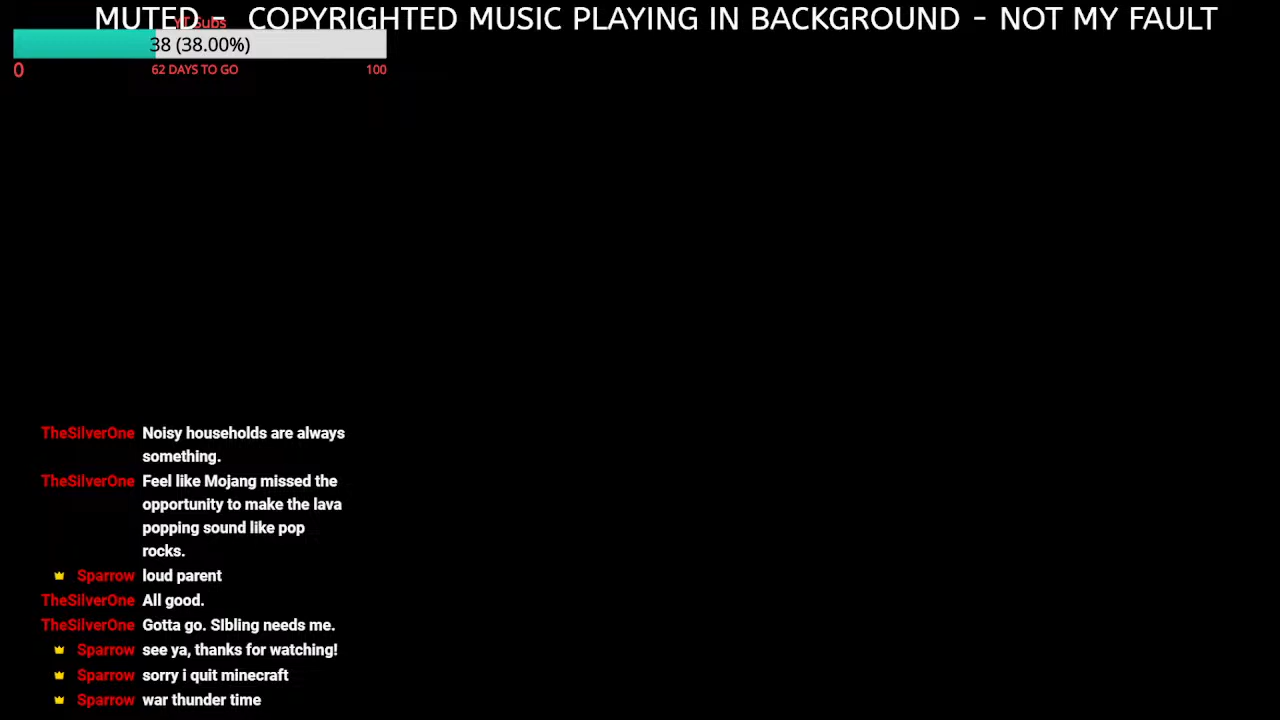 MUTED - COPYRIGHTED MUSIC PLAYING IN BACKGROUND - NOT MY FAULT
YT Subs
38 (38.00%)
0 62 DAYS TO GO 100
TheSilverOne Noisy households are always
something.
TheSilverOne Feel like Mojang missed the
opportunity to make the lava
popping sound like pop
rocks.
Sparrow loud parent
TheSilverOne All good.
TheSilverOne Gotta go. SIbling needs me.
Sparrow see ya, thanks for watching!
Sparrow sorry i quit minecraft
Sparrow war thunder time